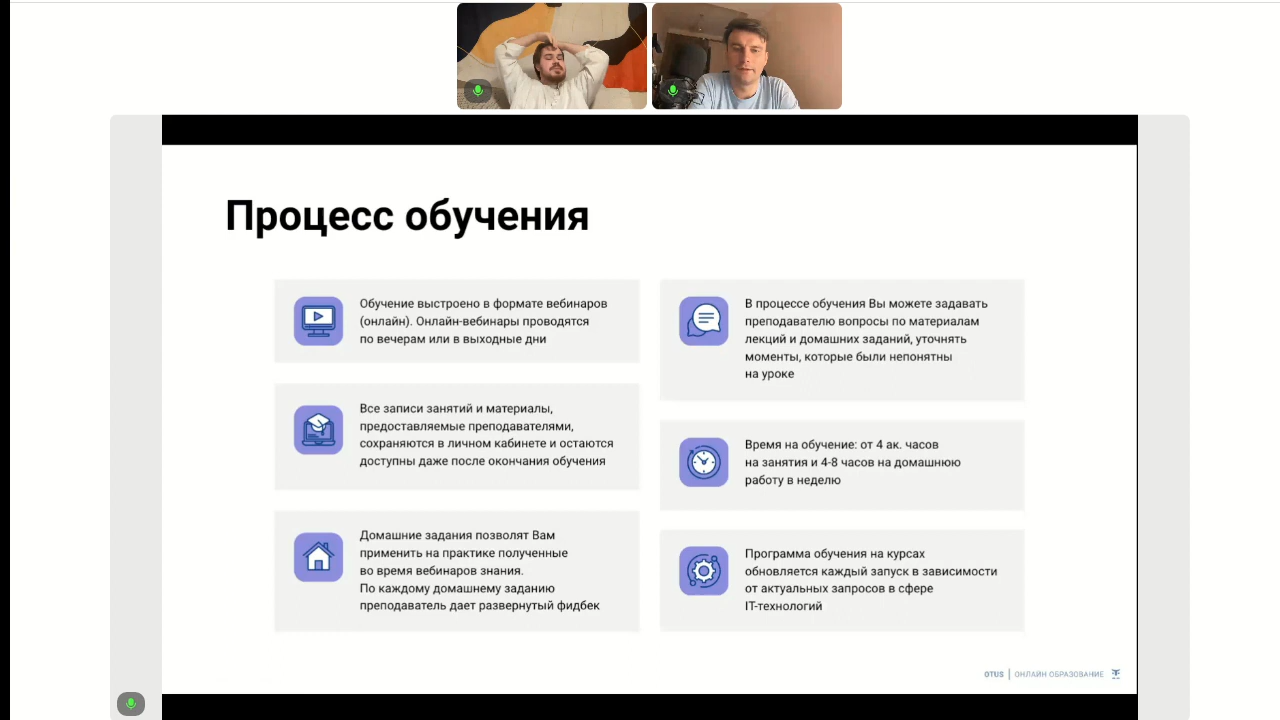 Процесс обучения
Обучение выстроено в формате вебинаров
(онлайн). Онлайн-вебинары проводятся
по вечерам или в выходные дни
Все записи занятий и материалы,
предоставляемые преподавателями,
сохраняются в личном кабинете и остаются
доступны даже после окончания обучения
Домашние задания позволят Вам
применить на практике полученные
во время вебинаров знания.
По каждому домашнему заданию
преподаватель дает развернутый фидбек
В процессе обучения Вы можете задавать
преподавателю вопросы по материалам
лекций и домашних заданий, уточнять
моменты, которые были непонятны
на уроке
Время на обучение: от 4 ак. часов
на занятия и 4-8 часов на домашнюю
работу в неделю
Программа обучения на курсах
обновляется каждый запуск в зависимости
от актуальных запросов в сфере
IT-технологий
OTUS | ОНЛАЙН ОБРАЗОВАНИЕ